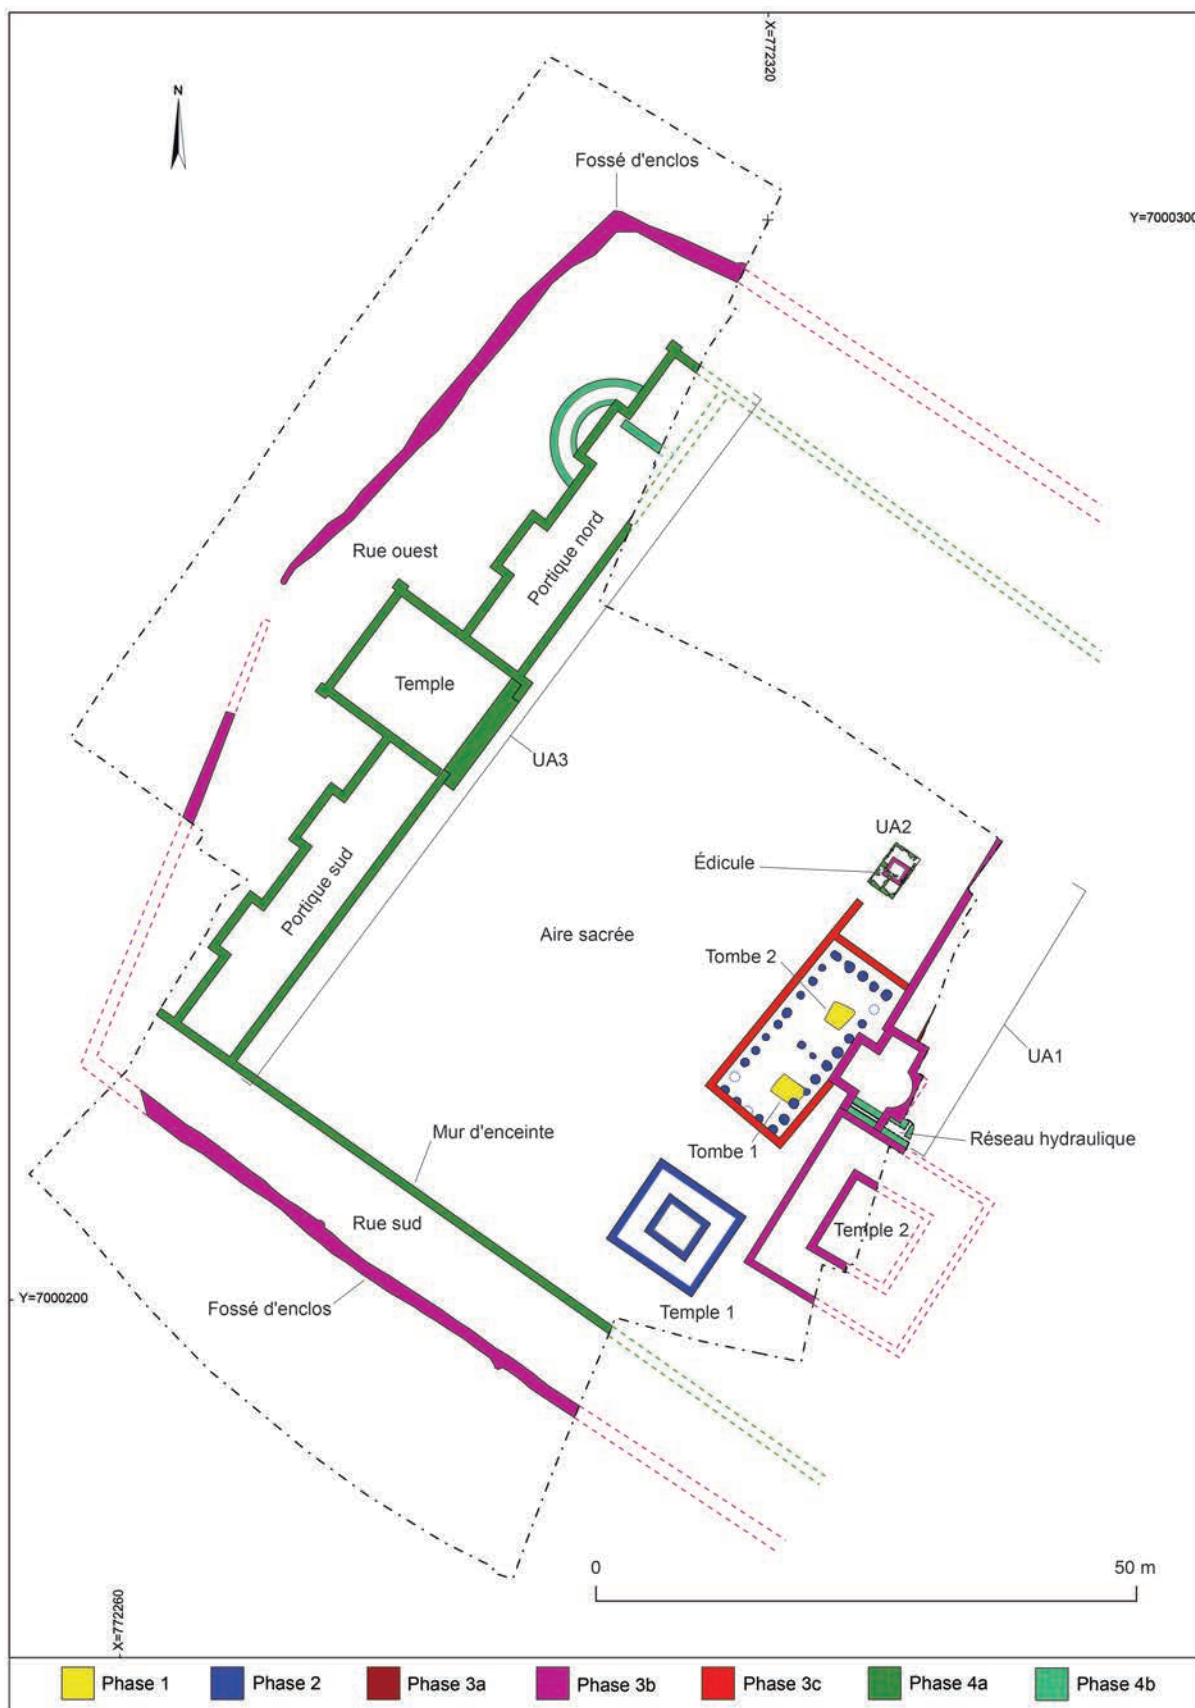 X=772320
N
Fossé d'enclos
Y=7000300
Rue ouest
Portique nord
Temple
UA3
UA2
Édicule
Portique sud
Aire sacrée
Tombe 2
UA1
Mur d'enceinte
Réseau hydraulique
Tombe 1
Rue sud
Temple 2
Fossé d'enclos
Y=7000200
Temple 1
0 50 m
X=772260
Phase 1 Phase 2 Phase 3a Phase 3b Phase 3c Phase 4a Phase 4b